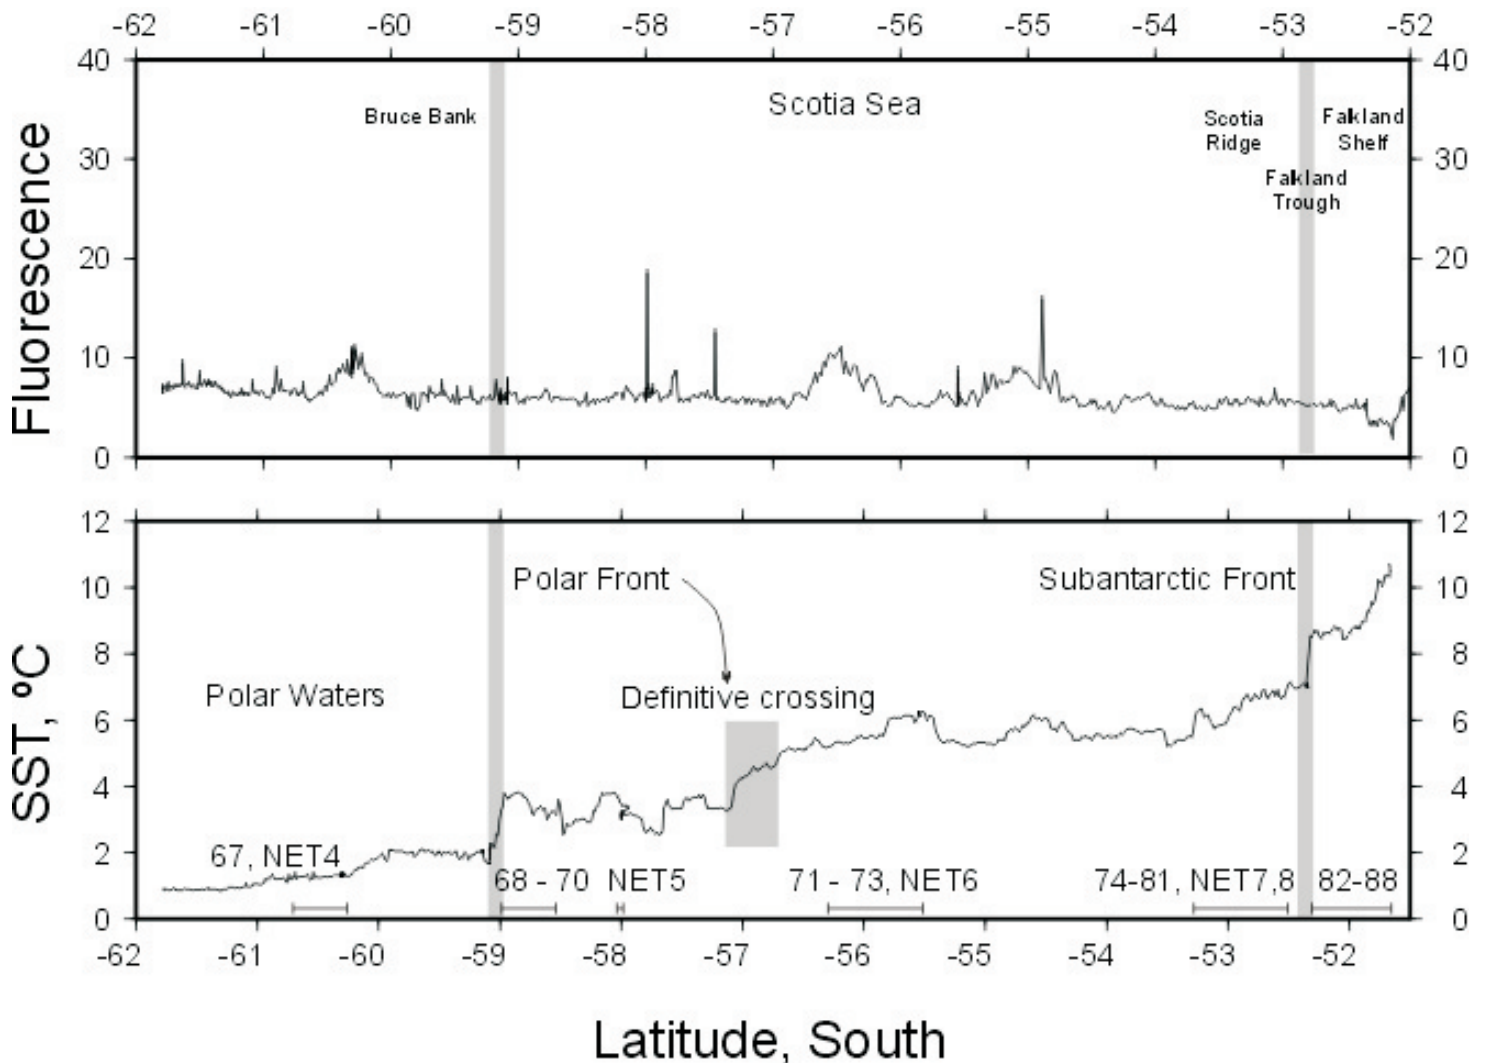 -62 -61 -60 -59 -58 -57 -56 -55 -54 -53 -52
40 40
Bruce Bank Scotia Sea Scotia Ridge Falkland Shelf
30 30
Falkland Trough
Fluorescence
20 20
10 10
0 0
12 12
Polar Front Subantarctic Front
10 10
8 8
Polar Waters Definitive crossing
SST, ºC
6 6
4 4
2 2
67, NET4
68 - 70 NET5 71 - 73, NET6 74-81, NET7,8 82-88
0 0
-62 -61 -60 -59 -58 -57 -56 -55 -54 -53 -52
Latitude, South